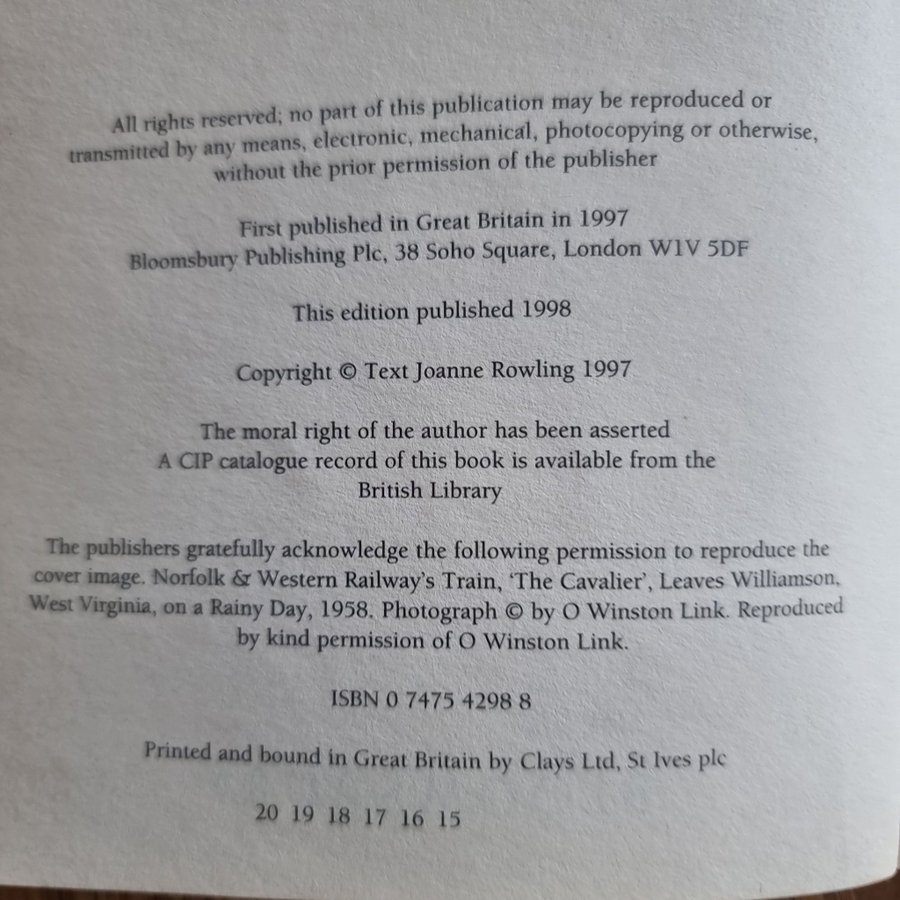 All rights reserved; no part of this publication may be reproduced or
transmitted by any means, electronic, mechanical, photocopying or otherwise,
without the prior permission of the publisher
First published in Great Britain in 1997
Bloomsbury Publishing Plc, 38 Soho Square, London W1V 5DF
This edition published 1998
Copyright © Text Joanne Rowling 1997
The moral right of the author has been asserted
A CIP catalogue record of this book is available from the
British Library
The publishers gratefully acknowledge the following permission to reproduce the
cover image. Norfolk & Western Railway's Train, 'The Cavalier', Leaves Williamson,
West Virginia, on a Rainy Day, 1958. Photograph © by O Winston Link. Reproduced
by kind permission of O Winston Link.
ISBN 0 7475 4298 8
Printed and bound in Great Britain by Clays Ltd, St Ives plc
20 19 18 17 16 15